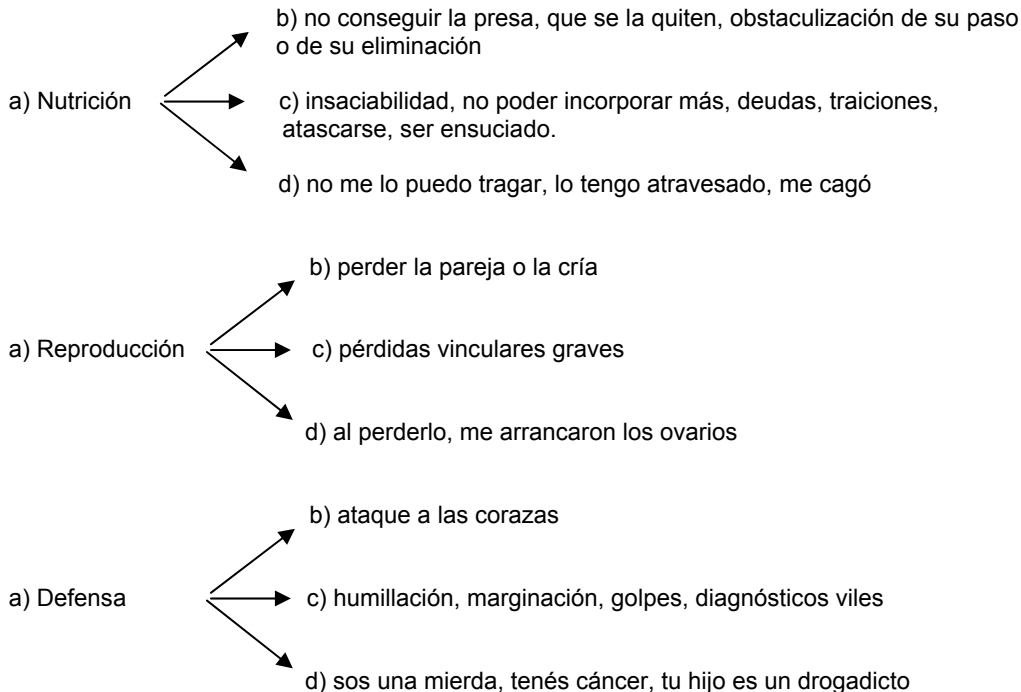 b) no conseguir la presa, que se la quiten, obstaculización de su paso
o de su eliminación
a) Nutrición
c) insaciabilidad, no poder incorporar más, deudas, traiciones,
atascarse, ser ensuciado.
d) no me lo puedo tragar, lo tengo atravesado, me cagó
b) perder la pareja o la cría
a) Reproducción
c) pérdidas vinculares graves
d) al perderlo, me arrancaron los ovarios
b) ataque a las corazas
a) Defensa
c) humillación, marginación, golpes, diagnósticos viles
d) sos una mierda, tenés cáncer, tu hijo es un drogadicto